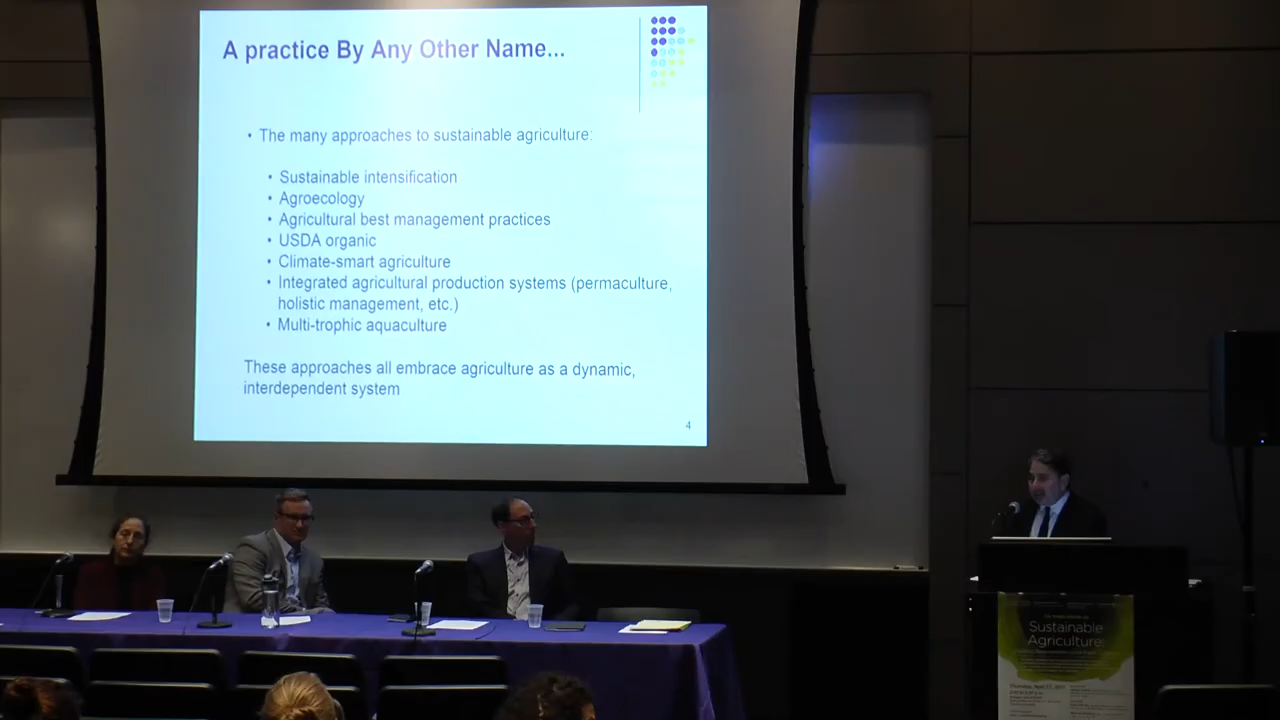 A practice By Any Other Name...
• The many approaches to sustainable agriculture:
• Sustainable intensification
• Agroecology
• Agricultural best management practices
• USDA organic
• Climate-smart agriculture
• Integrated agricultural production systems (permaculture,
holistic management, etc.)
• Multi-trophic aquaculture
These approaches all embrace agriculture as a dynamic,
interdependent system
4
Sustainable
Agriculture: